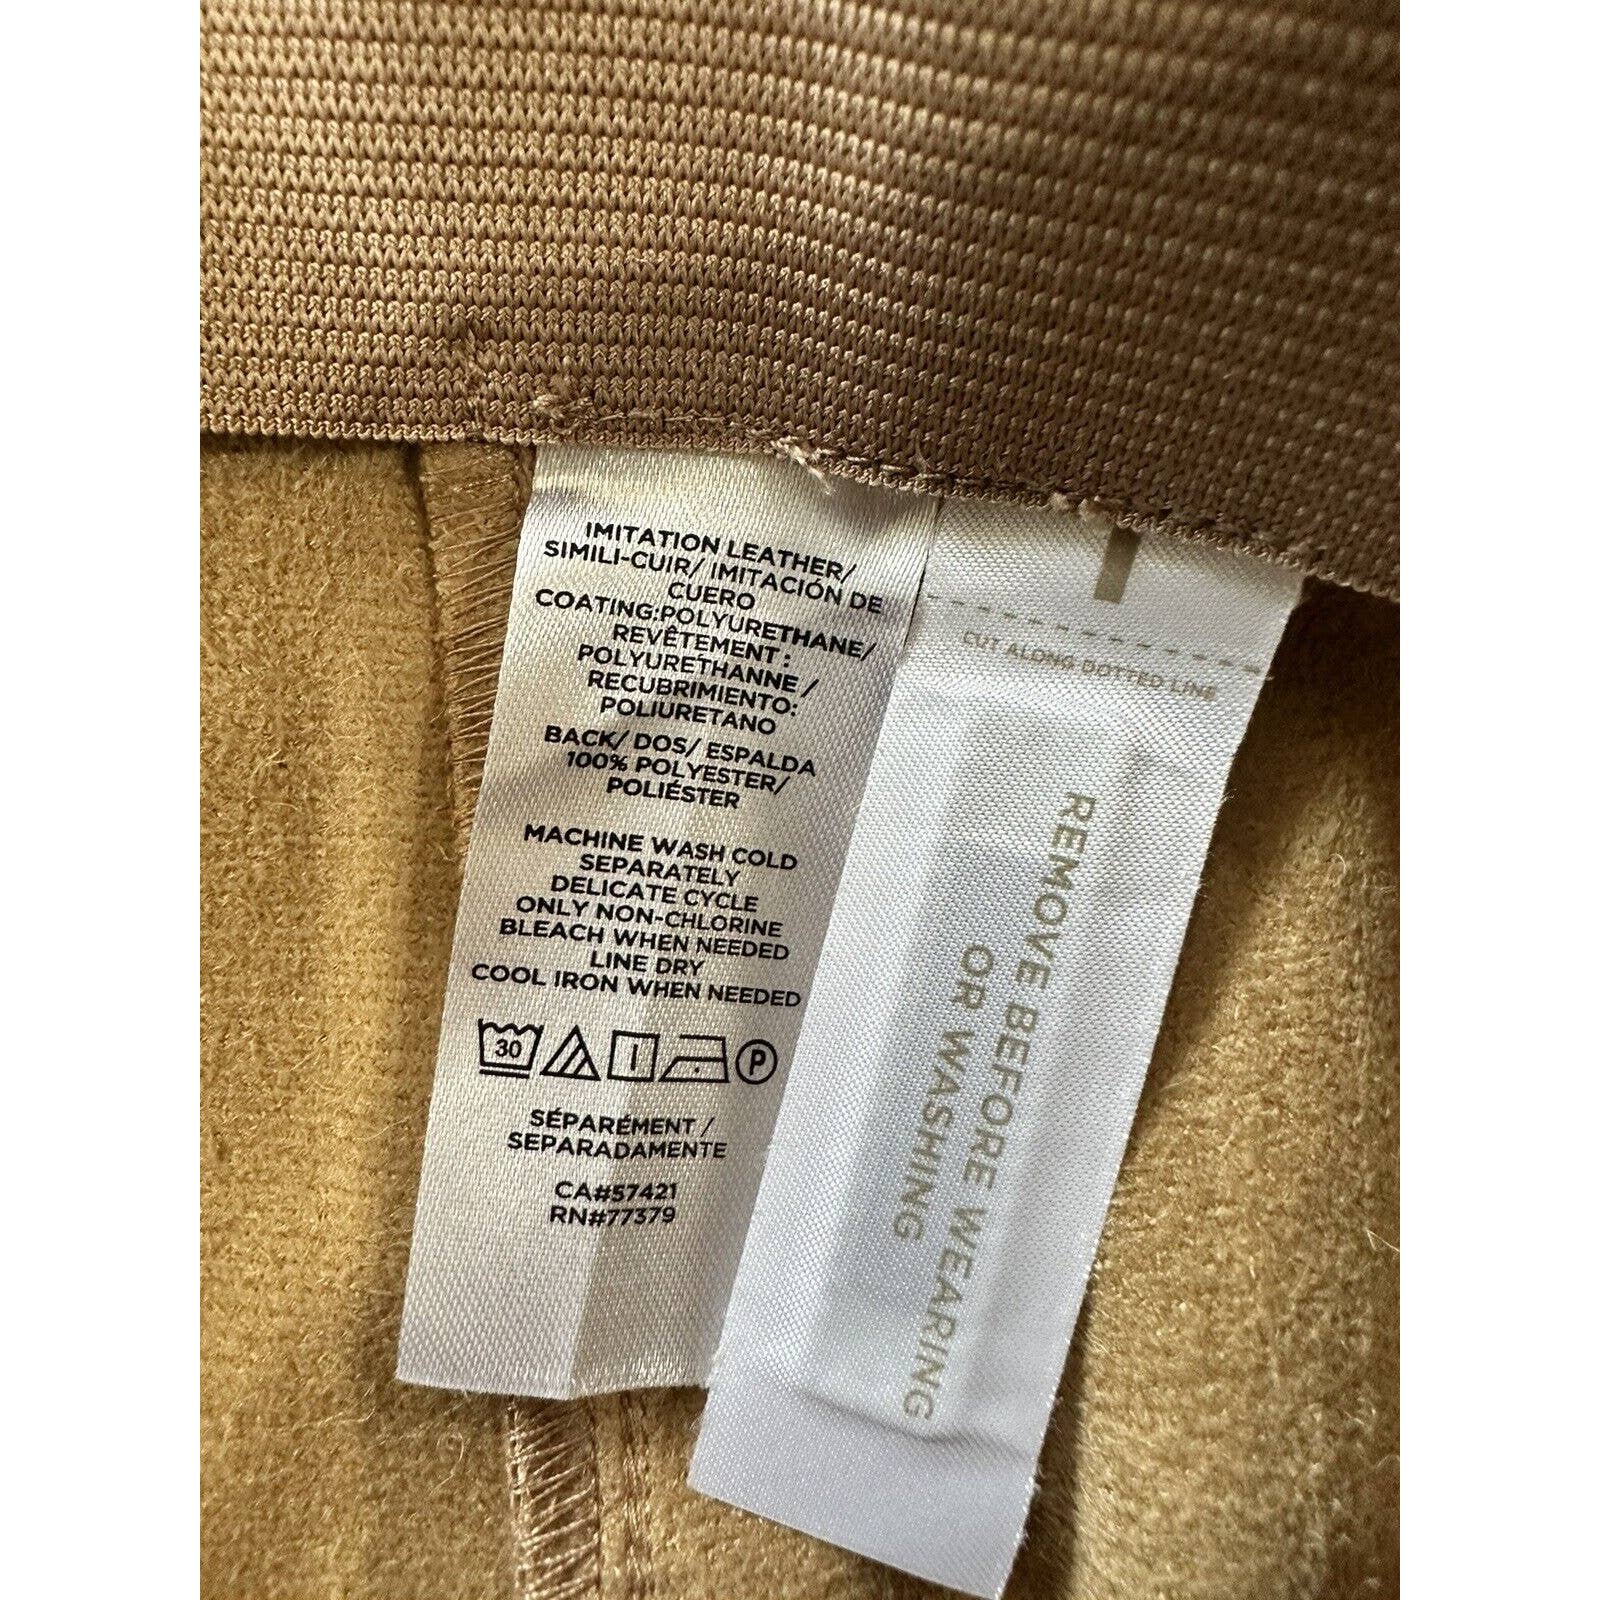 IMITATION LEATHER/
SIMILI-CUIR/ IMITACIÓN DE
CUERO
COATING:POLYURETHANE/
REVÊTEMENT :
POLYURETHANNE /
RECUBRIMIENTO:
POLIURETANO
BACK/ DOS/ ESPALDA
100% POLYESTER/
POLIÉSTER
MACHINE WASH COLD
SEPARATELY
DELICATE CYCLE
ONLY NON-CHLORINE
BLEACH WHEN NEEDED
LINE DRY
COOL IRON WHEN NEEDED
30 P
SÉPARÉMENT /
SEPARADAMENTE
CA#57421
RN#77379
CUT ALONG DOTTED LINE
REMOVE BEFORE WEARING
OR WASHING